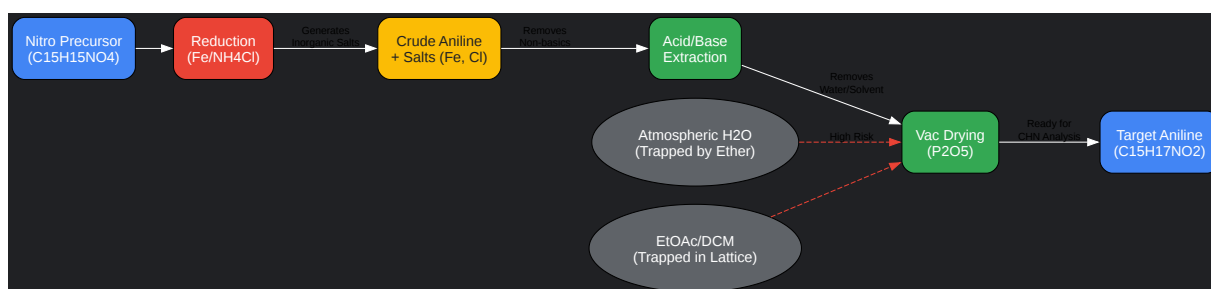 Nitro Precursor
(C15H15NO4)
Reduction
(Fe/NH4Cl)
Generates
Inorganic Salts
Crude Aniline
+ Salts (Fe, Cl)
Removes
Non-basics
Acid/Base
Extraction
Removes
Water/Solvent
Atmospheric H2O
(Trapped by Ether)
High Risk
Vac Drying
(P2O5)
Ready for
CHN Analysis
Target Aniline
(C15H17NO2)
EtOAc/DCM
(Trapped in Lattice)